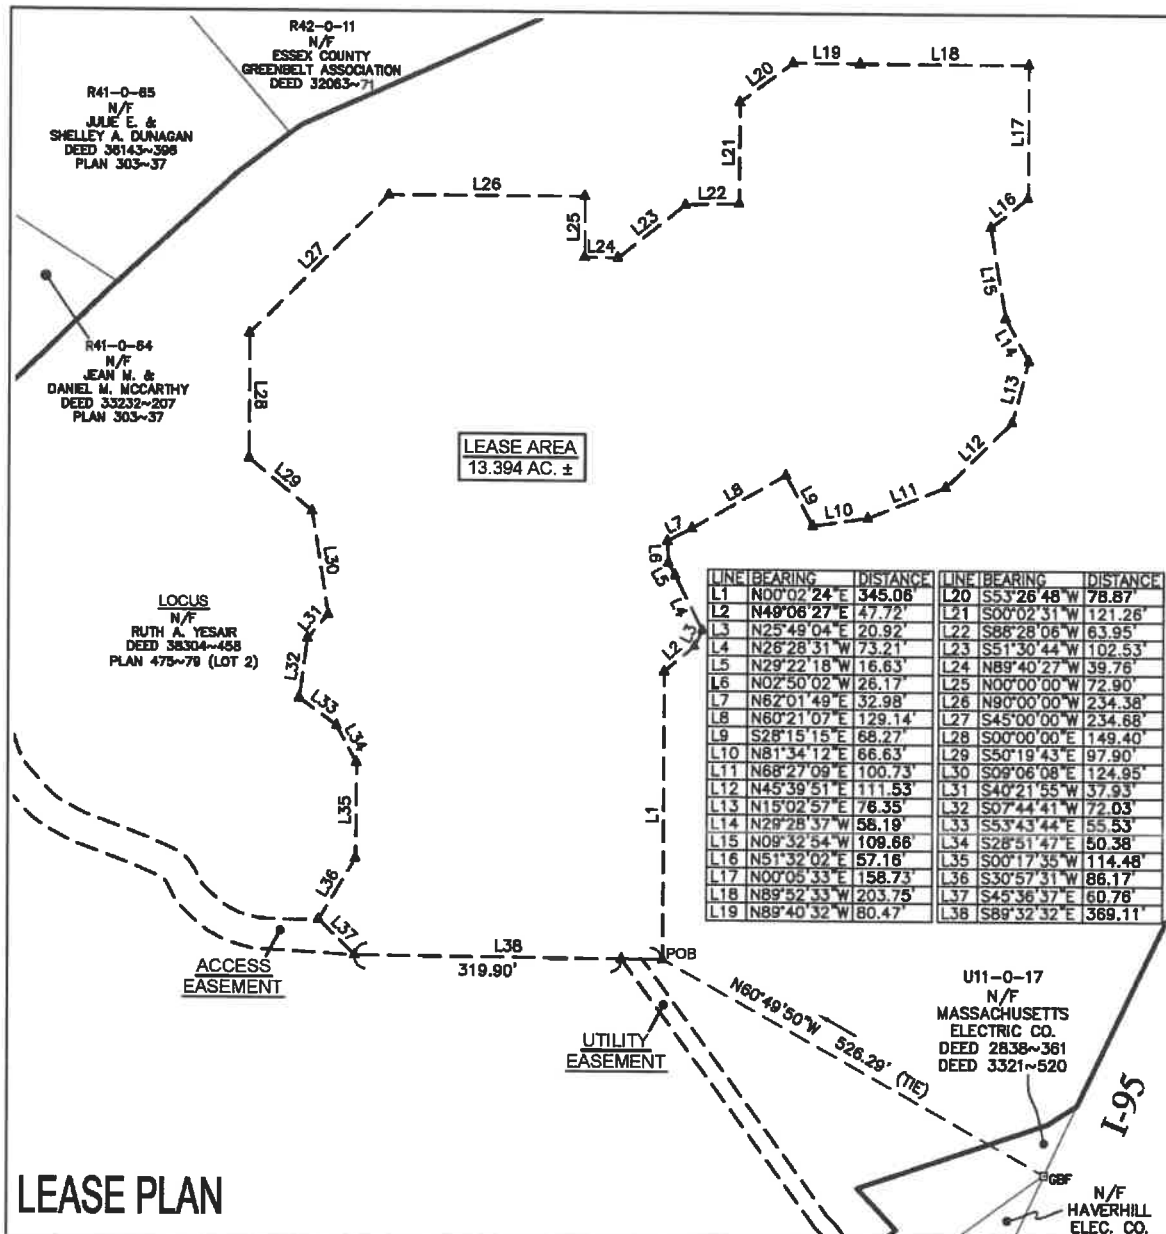 R42-0-11
N/F
ESSEX COUNTY
GREENBELT ASSOCIATION
DEED 32063~71
R41-0-65
N/F
JULIE E. &
SHELLEY A. DUNAGAN
DEED 36143~398
PLAN 303~37
R41-0-64
N/F
JEAN M. &
DANIEL M. MCCARTHY
DEED 33232~207
PLAN 303~37
L19
L18
L20
L21
L17
L22
L16
L23
L26
L25
L24
L27
L15
L14
L13
L28
L12
LEASE AREA
13.394 AC. ±
L29
L8
L9
L11
L10
L7
L30
L6
L5
L4
L3
L2
LOCUS
N/F
RUTH A. YESAIR
DEED 38304~458
PLAN 475~79 (LOT 2)
L31
L32
L33
L34
L35
L1
L36
L37
L38
319.90'
POB
LINE BEARING DISTANCE LINE BEARING DISTANCE
L1 N00°02'24"E 345.06' L20 S53°26'48"W 78.87'
L2 N49°06'27"E 47.72' L21 S00°02'31"W 121.26'
L3 N25°49'04"E 20.92' L22 S88°28'06"W 63.95'
L4 N26°28'31"W 73.21' L23 S51°30'44"W 102.53'
L5 N29°22'18"W 16.63' L24 N89°40'27"W 39.76'
L6 N02°50'02"W 26.17' L25 N00°00'00"W 72.90'
L7 N62°01'49"E 32.98' L26 N90°00'00"W 234.38'
L8 N60°21'07"E 129.14' L27 S45°00'00"W 234.68'
L9 S28°15'15"E 68.27' L28 S00°00'00"E 149.40'
L10 N81°34'12"E 66.63' L29 S50°19'43"E 97.90'
L11 N68°27'09"E 100.73' L30 S09°06'08"E 124.95'
L12 N45°39'51"E 111.53' L31 S40°21'55"W 37.93'
L13 N15°02'57"E 76.35' L32 S07°44'41"W 72.03'
L14 N29°28'37"W 58.19' L33 S53°43'44"E 55.53'
L15 N09°32'54"W 109.66' L34 S28°51'47"E 50.38'
L16 N51°32'02"E 57.16' L35 S00°17'35"W 114.48'
L17 N00°05'33"E 158.73' L36 S30°57'31"W 86.17'
L18 N89°52'33"W 203.75' L37 S45°36'37"E 60.76'
L19 N89°40'32"W 80.47' L38 S89°32'32"E 369.11'
ACCESS
EASEMENT
UTILITY
EASEMENT
N60°49'50"W 526.29' (TIE)
U11-0-17
N/F
MASSACHUSETTS
ELECTRIC CO.
DEED 2838~361
DEED 3321~520
I-95
GBF
N/F
HAVERHILL
ELEC. CO.
LEASE PLAN